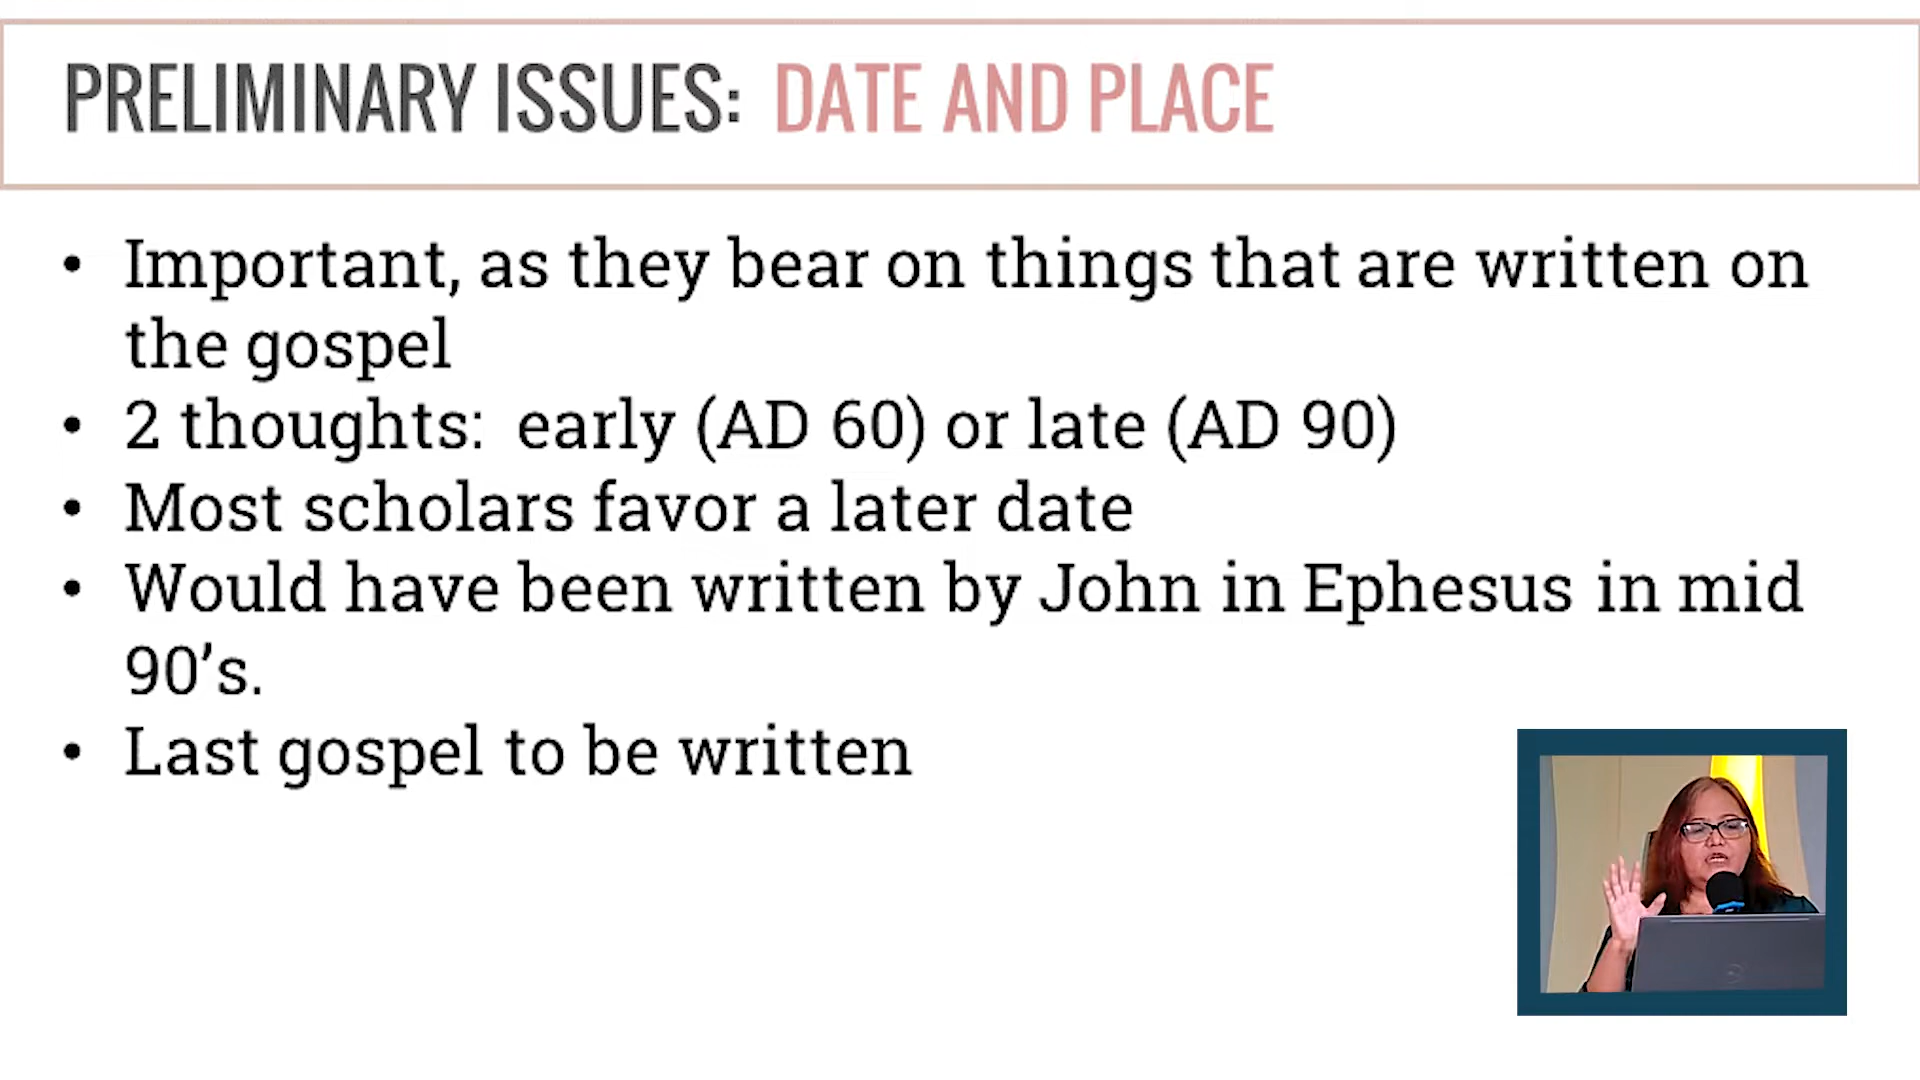 PRELIMINARY ISSUES: DATE AND PLACE
• Important, as they bear on things that are written on
the gospel
• 2 thoughts: early (AD 60) or late (AD 90)
• Most scholars favor a later date
• Would have been written by John in Ephesus in mid
90’s.
• Last gospel to be written